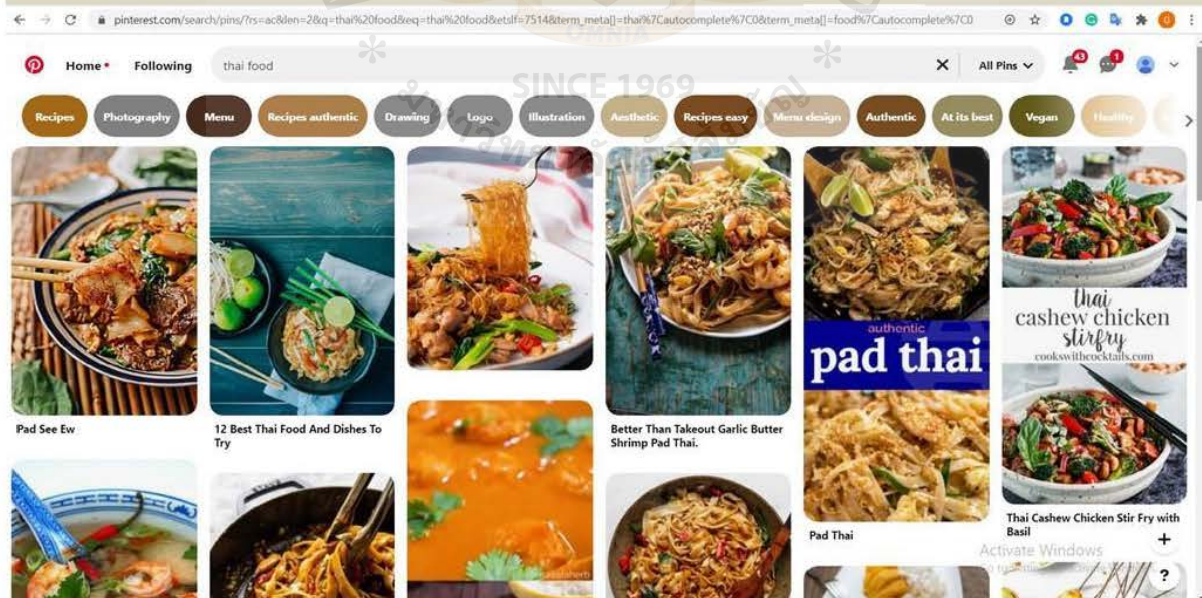 pinterest.com/search/pins/?rs=ac&len=2&q=thai%20food&eq=thai%20food&etslf=7514&term_meta[]=thai%7Cautocomplete%7C0&term_meta[]=food%7Cautocomplete%7C0
OMNIA
SINCE 1969
Home
Following
thai food
All Pins
43
1
Recipes
Photography
Menu
Recipes authentic
Drawing
Logo
Illustration
Aesthetic
Recipes easy
Menu design
Authentic
At its best
Vegan
Healthy
authentic
pad thai
thai
cashew chicken
stirfry
cookswithcocktails.com
Pad See Ew
12 Best Thai Food And Dishes To
Try
Better Than Takeout Garlic Butter
Shrimp Pad Thai.
Pad Thai
Thai Cashew Chicken Stir Fry with
Basil
Activate Windows
?